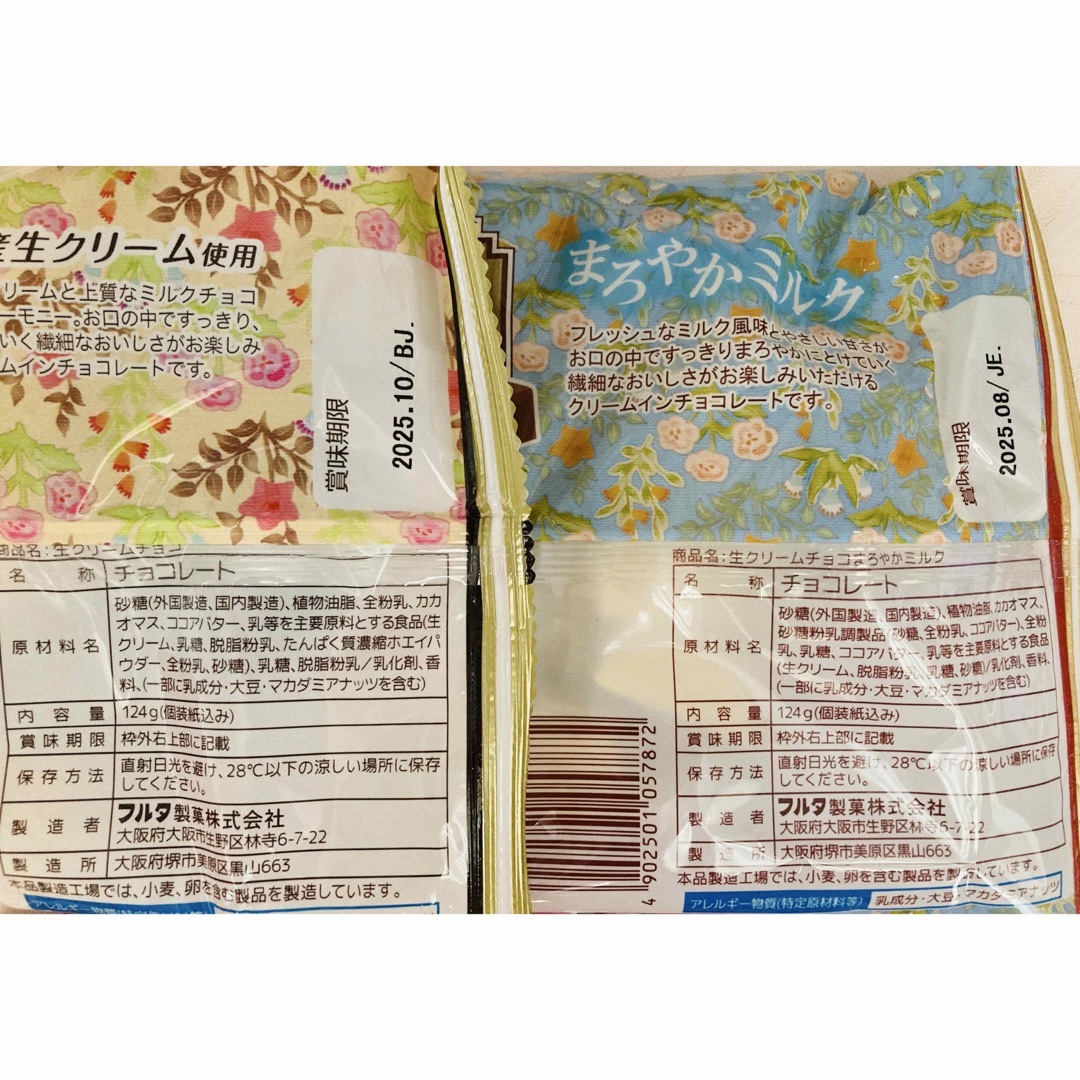 産生クリーム使用
リームと上質なミルクチョコ
ーモニー。お口の中ですっきり、
いく繊細なおいしさがお楽しみ
ムインチョコレートです。
賞味期限
2025.10/BJ.
商品名:生クリームチョコ
名称 チョコレート
原材料名 砂糖(外国製造、国内製造)、植物油脂、全粉乳、カカ
オマス、ココアバター、乳等を主要原料とする食品(生
クリーム、乳糖、脱脂粉乳、たんぱく質濃縮ホエイパ
ウダー、全粉乳、砂糖)、乳糖、脱脂粉乳/乳化剤、香
料、(一部に乳成分・大豆・マカダミアナッツを含む)
内容量 124g(個装紙込み)
賞味期限 枠外右上部に記載
保存方法 直射日光を避け、28℃以下の涼しい場所に保存
してください。
製造者 フルタ製菓株式会社
大阪府大阪市生野区林寺6-7-22
製造所 大阪府堺市美原区黒山663
本品製造工場では、小麦、卵を含む製品を製造しています。
アレルギー物質(特定
まろやかミルク
フレッシュなミルク風味とやさしい甘さが
お口の中ですっきりまろやかにとけていく
繊細なおいしさがお楽しみいただける
クリームインチョコレートです。
賞味期限
2025.08/JE.
商品名:生クリームチョコまろやかミルク
名称 チョコレート
原材料名 砂糖(外国製造、国内製造)、植物油脂、カカオマス、
砂糖粉乳調製品(砂糖、全粉乳、ココアバター)、全粉
乳、乳糖、ココアバター、乳等を主要原料とする食品
(生クリーム、脱脂粉乳、乳糖、砂糖)/乳化剤、香料、
(一部に乳成分・大豆・マカダミアナッツを含む)
内容量 124g(個装紙込み)
賞味期限 枠外右上部に記載
保存方法 直射日光を避け、28℃以下の涼しい場所に保存
してください。
製造者 フルタ製菓株式会社
大阪府大阪市生野区林寺6-7-22
製造所 大阪府堺市美原区黒山663
本品製造工場では、小麦、卵を含む製品を製造しています。
アレルギー物質(特定原材料等) 乳成分・大豆・マカダミアナッツ
4 902501 057872